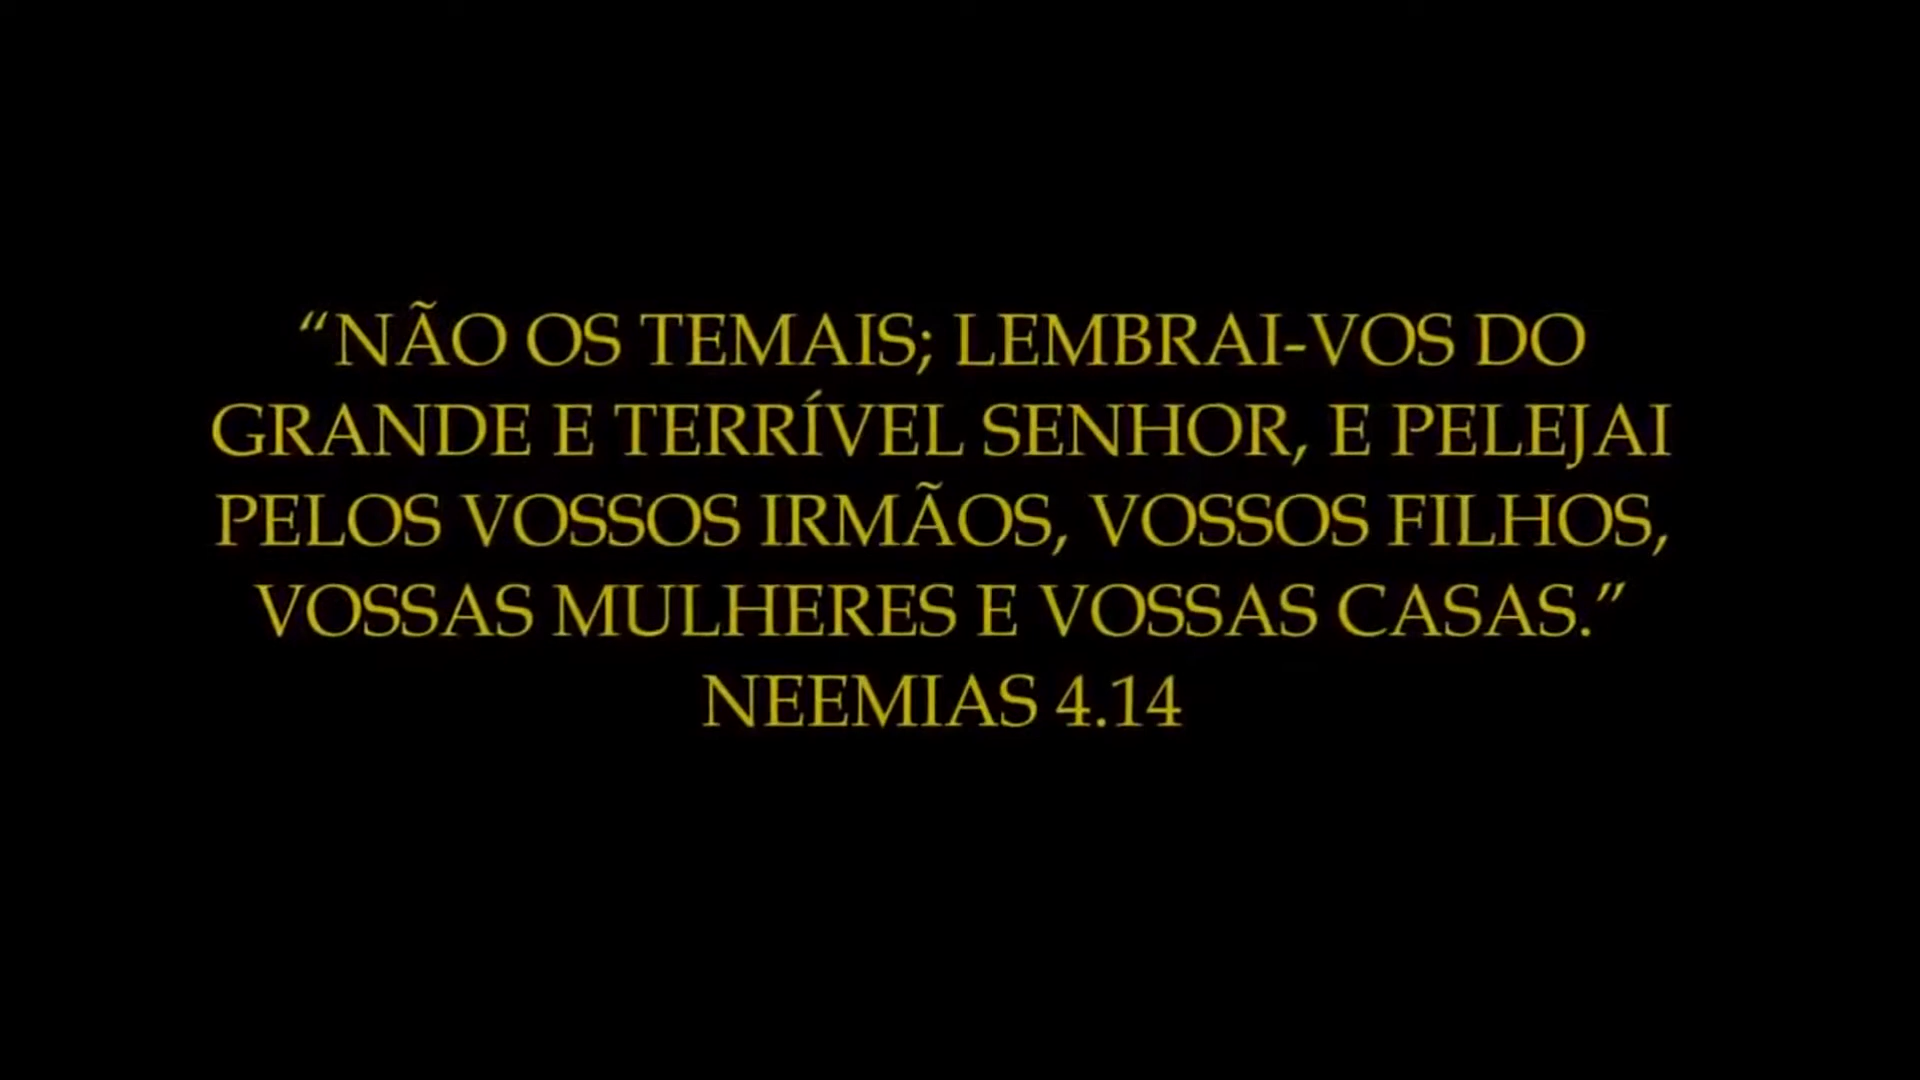 “NÃO OS TEMAIS; LEMBRAI-VOS DO
GRANDE E TERRÍVEL SENHOR, E PELEJAI
PELOS VOSSOS IRMÃOS, VOSSOS FILHOS,
VOSSAS MULHERES E VOSSAS CASAS.”
NEEMIAS 4.14